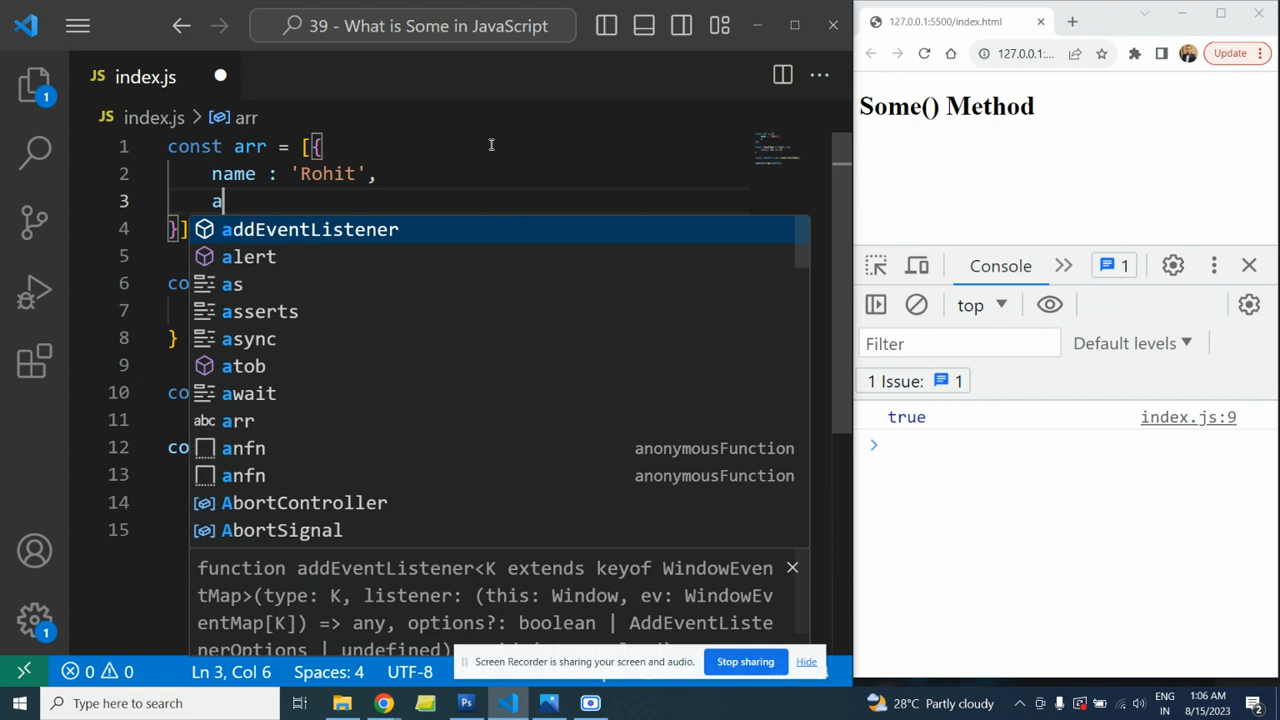 39 - What is Some in JavaScript
JS index.js
JS index.js > arr
1 const arr = [{
2 name : 'Rohit',
3 a
4 }]
addEventListener
5 alert
6 co as
7 asserts
8 } async
9 atob
10 co await
11 arr
12 co anfn anonymousFunction
13 anfn anonymousFunction
14 AbortController
15 AbortSignal
function addEventListener<K extends keyof WindowEven
tMap>(type: K, listener: (this: Window, ev: WindowEv
entMap[K]) => any, options?: boolean | AddEventListe
nerOptions | undefined)
Screen Recorder is sharing your screen and audio. Stop sharing Hide
0 0 Ln 3, Col 6 Spaces: 4 UTF-8
127.0.0.1:5500/index.html
127.0.0.1:... Update
Some() Method
Console 1
top
Filter Default levels
1 Issue: 1
true index.js:9
Type here to search
Ps
28°C Partly cloudy
ENG
IN
1:06 AM
8/15/2023
2